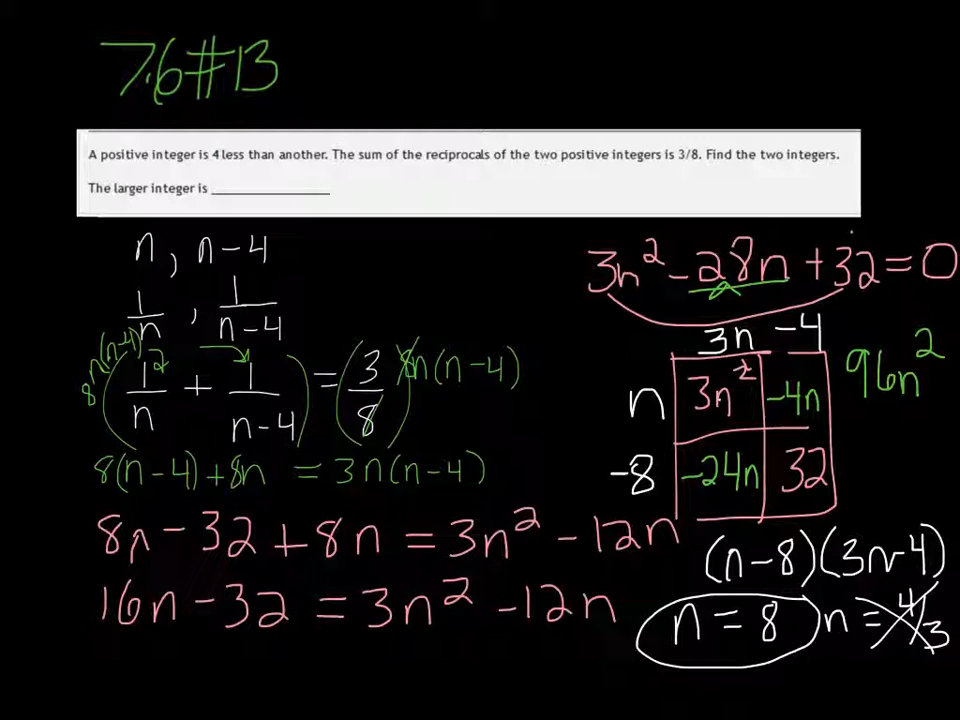 7.6#13
A positive integer is 4 less than another. The sum of the reciprocals of the two positive integers is 3/8. Find the two integers.
The larger integer is _______________
n, n-4
1/n, 1/(n-4)
8n(n-4)(1/n + 1/(n-4)) = (3/8)8n(n-4)
8(n-4)+8n = 3n(n-4)
8n-32+8n = 3n²-12n
16n-32 = 3n²-12n
3n²-28n+32=0
3n -4
n 3n² -4n 96n²
-8 -24n 32
(n-8)(3n-4)
n=8 n=4/3